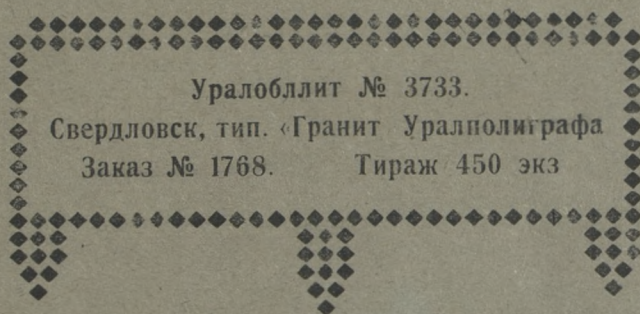 Уралобллит № 3733.
Свердловск, тип. «Гранит Уралполиграфа
Заказ № 1768. Тираж 450 экз